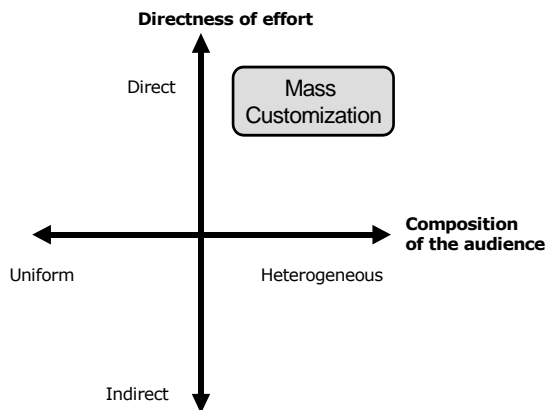 Directness of effort
Direct
Mass
Customization
Composition
of the audience
Uniform
Heterogeneous
Indirect